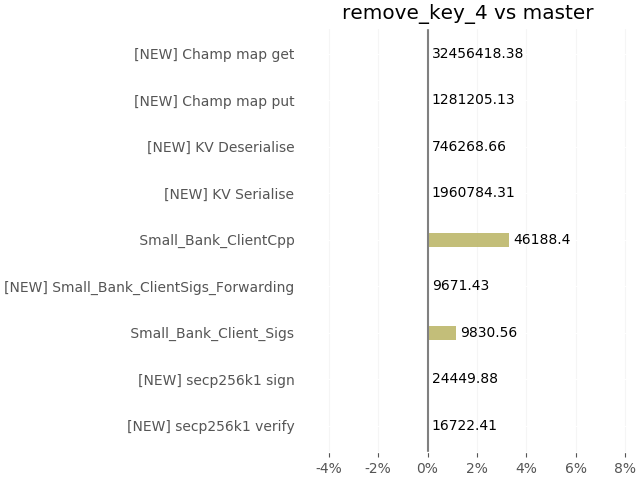 remove_key_4 vs master
[NEW] Champ map get 32456418.38
[NEW] Champ map put 1281205.13
[NEW] KV Deserialise 746268.66
[NEW] KV Serialise 1960784.31
Small_Bank_ClientCpp 46188.4
[NEW] Small_Bank_ClientSigs_Forwarding 9671.43
Small_Bank_Client_Sigs 9830.56
[NEW] secp256k1 sign 24449.88
[NEW] secp256k1 verify 16722.41
-4% -2% 0% 2% 4% 6% 8%